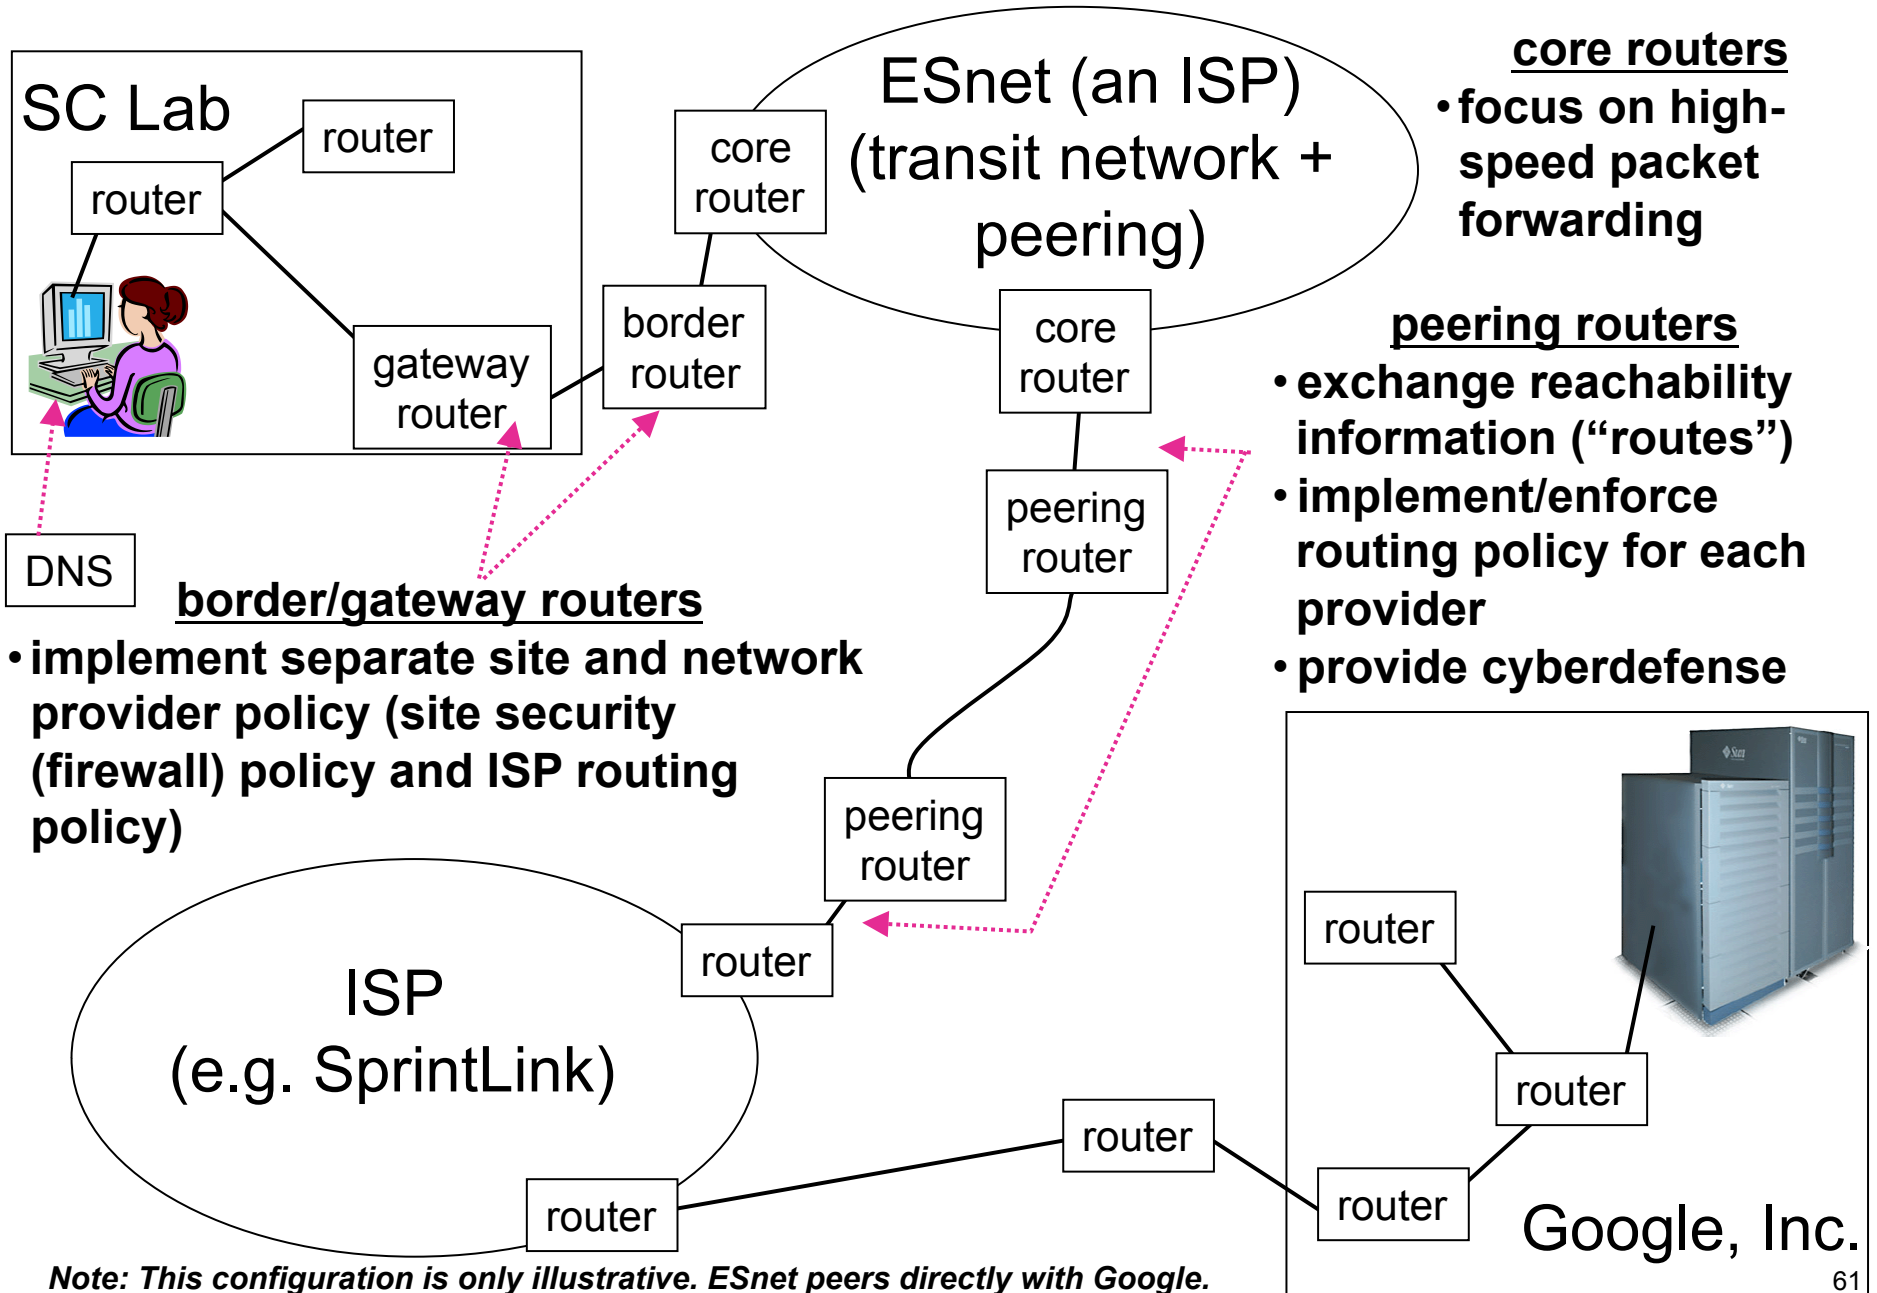 SC Lab
router
router
gateway
router
DNS
border
router
core
router
ESnet (an ISP)
(transit network +
peering)
core
router
peering
router
peering
router
core routers
• focus on high-
speed packet
forwarding
peering routers
• exchange reachability
information (“routes”)
• implement/enforce
routing policy for each
provider
• provide cyberdefense
border/gateway routers
• implement separate site and network
provider policy (site security
(firewall) policy and ISP routing
policy)
router
ISP
(e.g. SprintLink)
router
router
router
router
router
Sun
Google, Inc.
Note: This configuration is only illustrative. ESnet peers directly with Google.
61